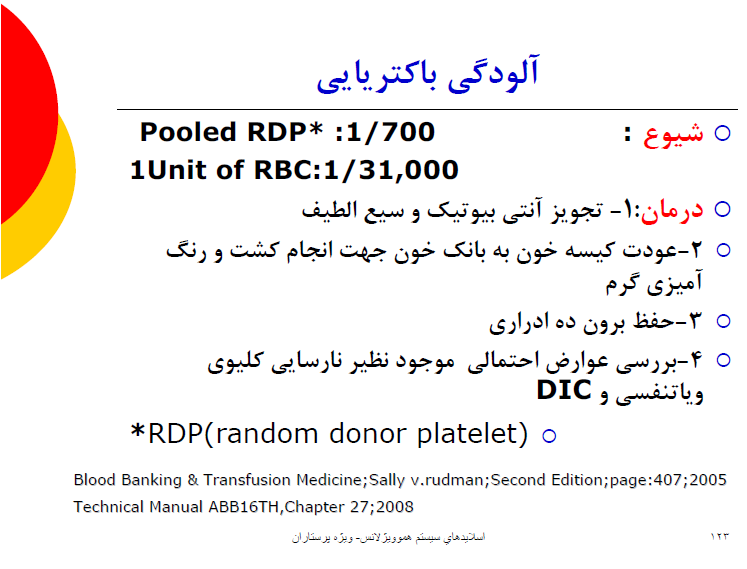 آلودگی باکتریایی
شیوع : Pooled RDP* :1/700
1Unit of RBC:1/31,000
درمان:۱- تجویز آنتی بیوتیک و سیع الطیف
۲-عودت کیسه خون به بانک خون جهت انجام کشت و رنگ
آمیزی گرم
۳-حفظ برون ده ادراری
۴-بررسی عوارض احتمالی موجود نظیر نارسایی کلیوی
ویاتنفسی و DIC
*RDP(random donor platelet)
Blood Banking & Transfusion Medicine;Sally v.rudman;Second Edition;page:407;2005
Technical Manual ABB16TH,Chapter 27;2008
اسلایدهاي سیستم هموویژلانس- ویژه پرستاران
۱۲۳